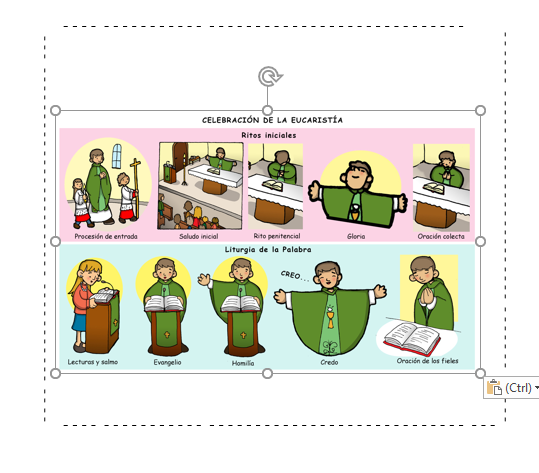 CELEBRACIÓN DE LA EUCARISTÍA
Ritos iniciales
Procesión de entrada
Saludo inicial
Rito penitencial
Gloria
Oración colecta
Liturgia de la Palabra
CREO...
Lecturas y salmo
Evangelio
Homilía
Credo
Oración de los fieles
(Ctrl)